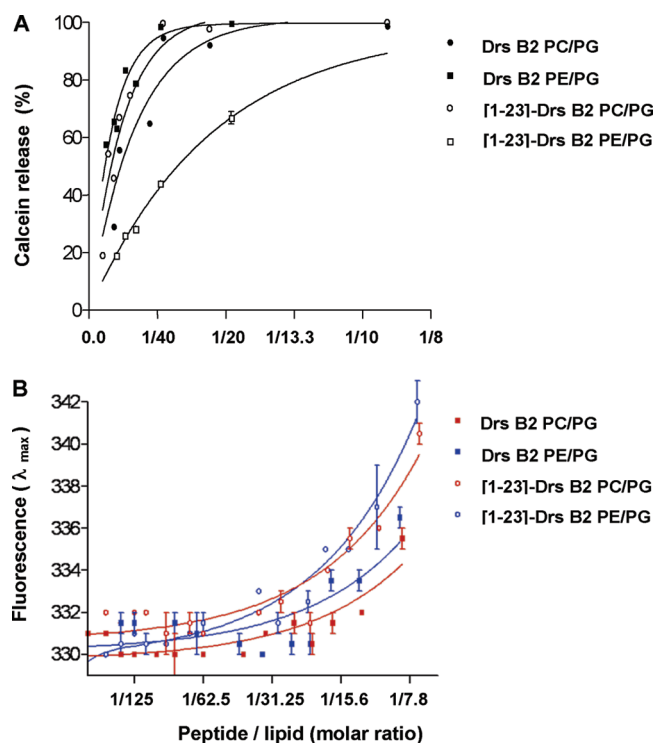 A
Calcein release (%)
100
80
60
40
20
0
0.0 1/40 1/20 1/13.3 1/10 1/8
Drs B2 PC/PG
Drs B2 PE/PG
[1-23]-Drs B2 PC/PG
[1-23]-Drs B2 PE/PG
B
Fluorescence ( λ max )
342
340
338
336
334
332
330
1/125 1/62.5 1/31.25 1/15.6 1/7.8
Peptide / lipid (molar ratio)
Drs B2 PC/PG
Drs B2 PE/PG
[1-23]-Drs B2 PC/PG
[1-23]-Drs B2 PE/PG